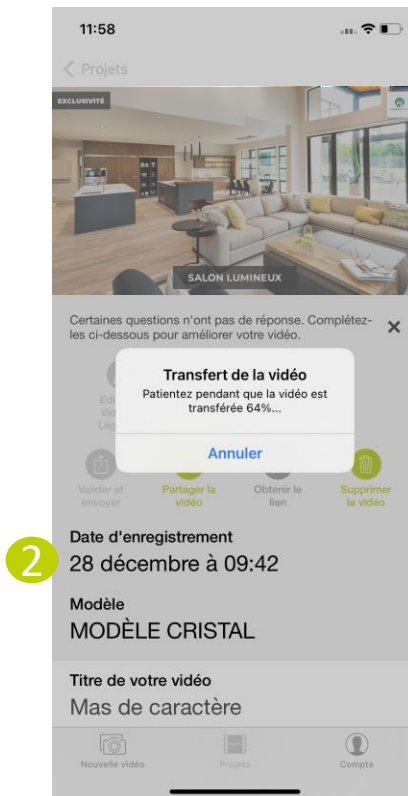 11:58
Projets
EXCLUSIVITÉ
SALON LUMINEUX
Certaines questions n'ont pas de réponse. Complétez-
les ci-dessous pour améliorer votre vidéo.
Transfert de la vidéo
Patientez pendant que la vidéo est
transférée 64%...
Annuler
Valider et
envoyer
Partager la
vidéo
Obtenir le
lien
Supprimer
la vidéo
2
Date d'enregistrement
28 décembre à 09:42
Modèle
MODÈLE CRISTAL
Titre de votre vidéo
Mas de caractère
Nouvelle vidéo
Projets
Compte